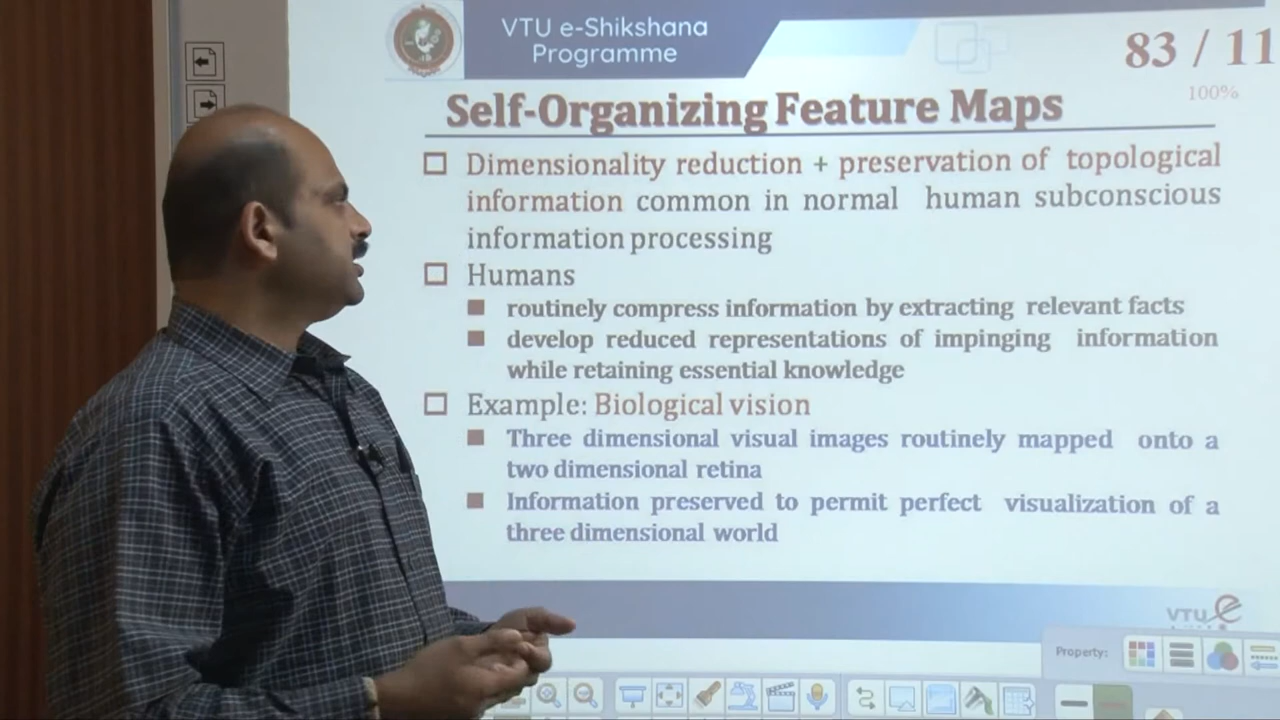 VTU e-Shikshana
Programme
83 / 11
100%
Self-Organizing Feature Maps
Dimensionality reduction + preservation of topological
information common in normal human subconscious
information processing
Humans
routinely compress information by extracting relevant facts
develop reduced representations of impinging information
while retaining essential knowledge
Example: Biological vision
Three dimensional visual images routinely mapped onto a
two dimensional retina
Information preserved to permit perfect visualization of a
three dimensional world
VTU e
Property: